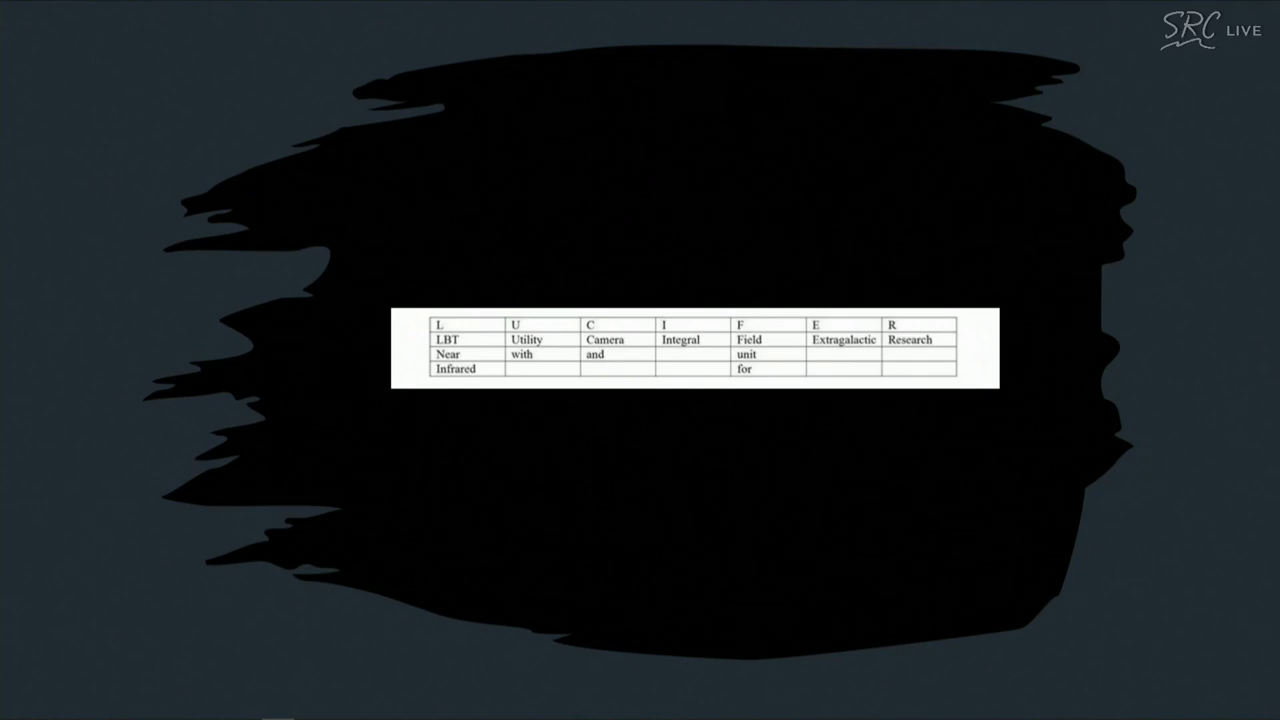 SRC LIVE
L U C I F E R
LBT Utility Camera Integral Field Extragalactic Research
Near with and unit
Infrared for